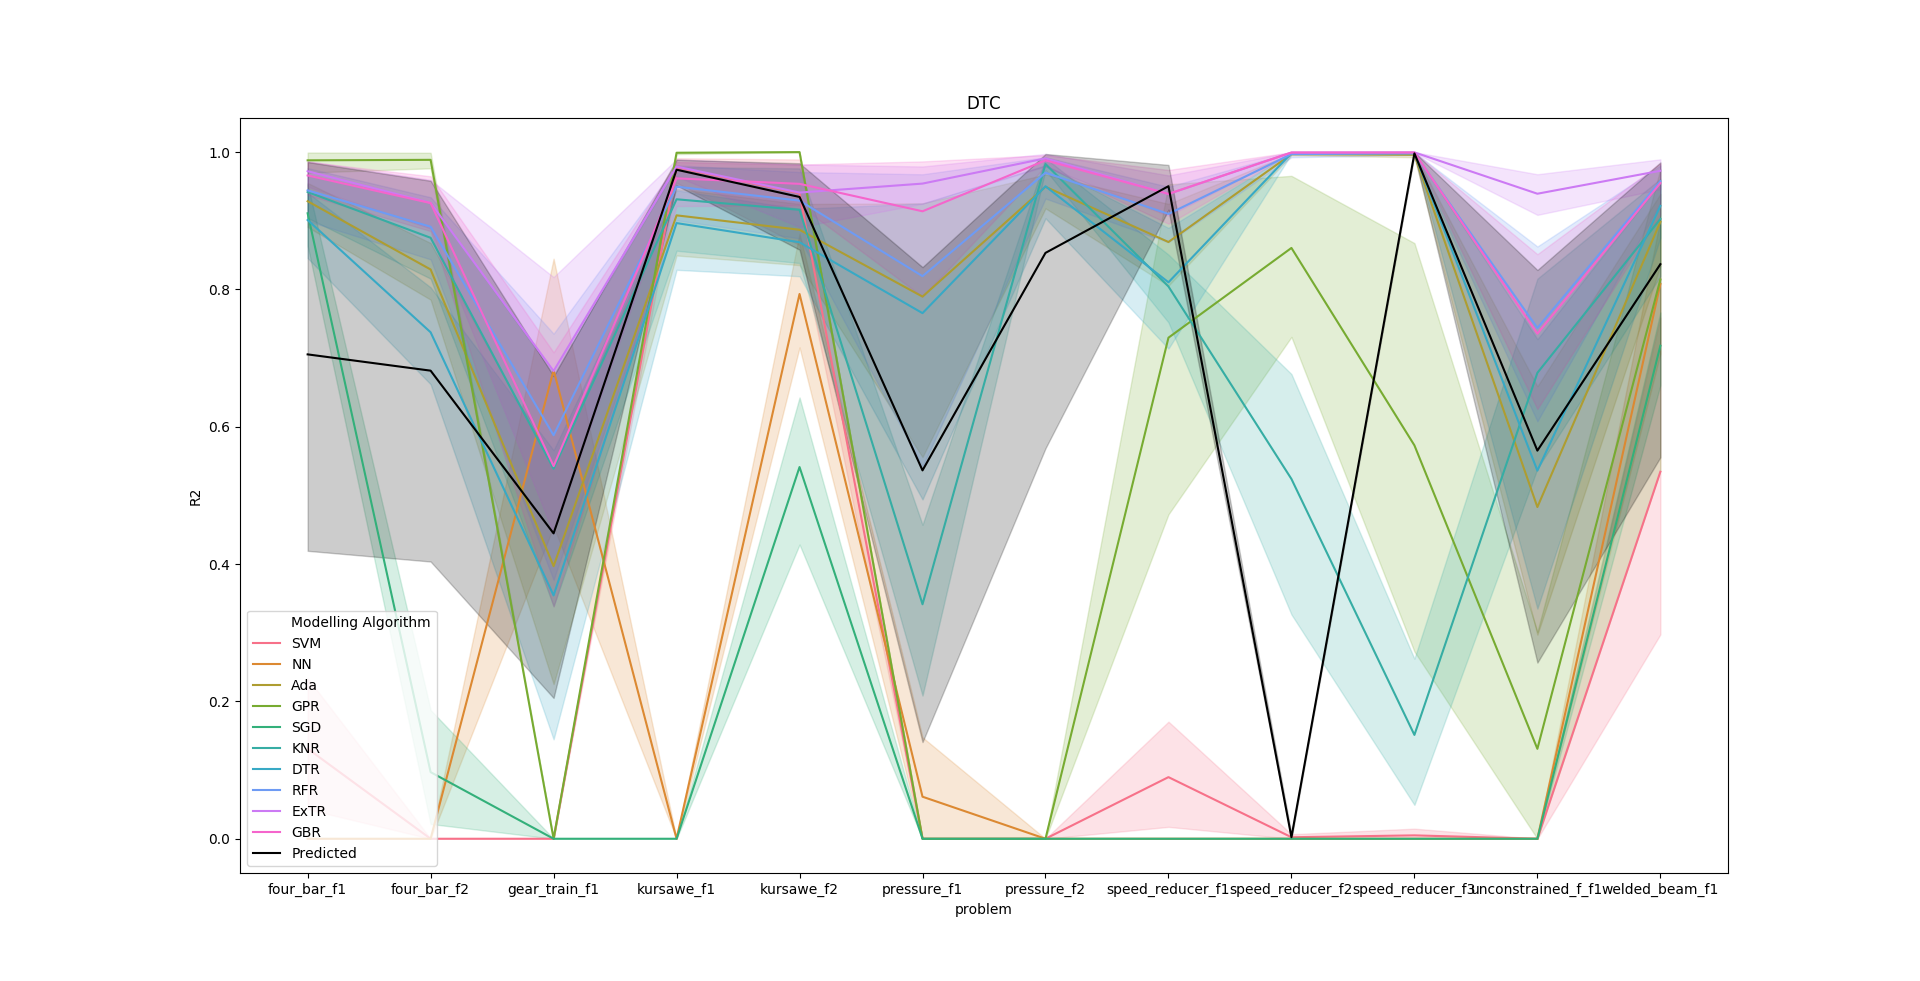 DTC
1.0
0.8
0.6
0.4
0.2
0.0
R2
Modelling Algorithm
SVM
NN
Ada
GPR
SGD
KNR
DTR
RFR
ExTR
GBR
Predicted
four_bar_f1 four_bar_f2 gear_train_f1 kursawe_f1 kursawe_f2 pressure_f1 pressure_f2 speed_reducer_f1 speed_reducer_f2 speed_reducer_f3 unconstrained_f_f1 welded_beam_f1
problem